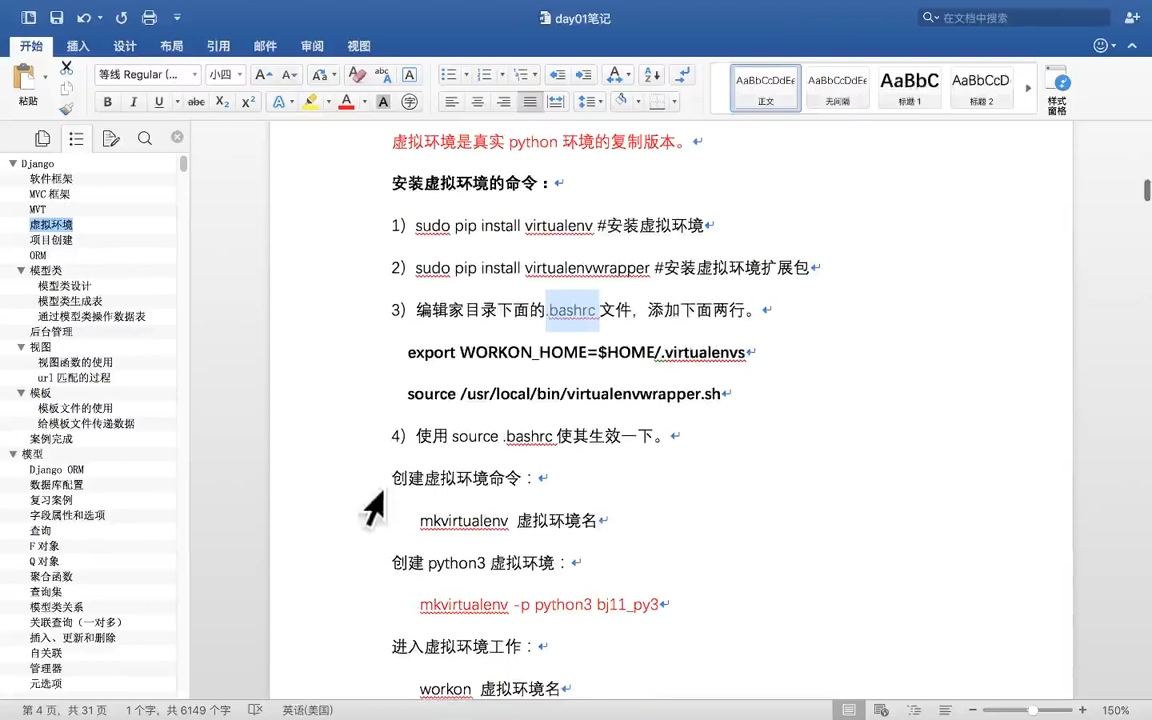 day01笔记
在文档中搜索
开始 插入 设计 布局 引用 邮件 审阅 视图
粘贴
等线 Regular (... 小四
AaBbCcDdEe 正文
AaBbCcDdEe 无间隔
AaBbC 标题 1
AaBbCcD 标题 2
样式
窗格
Django
软件框架
MVC 框架
MVT
虚拟环境
项目创建
ORM
模型类
模型类设计
模型类生成表
通过模型类操作数据表
后台管理
视图
视图函数的使用
url 匹配的过程
模板
模板文件的使用
给模板文件传递数据
案例完成
模型
Django ORM
数据库配置
复习案例
字段属性和选项
查询
F 对象
Q 对象
聚合函数
查询集
模型类关系
关联查询（一对多）
插入、更新和删除
自关联
管理器
元选项
虚拟环境是真实 python 环境的复制版本。
安装虚拟环境的命令：
1）sudo pip install virtualenv #安装虚拟环境
2）sudo pip install virtualenvwrapper #安装虚拟环境扩展包
3）编辑家目录下面的.bashrc 文件，添加下面两行。
export WORKON_HOME=$HOME/.virtualenvs
source /usr/local/bin/virtualenvwrapper.sh
4）使用 source .bashrc 使其生效一下。
创建虚拟环境命令：
mkvirtualenv 虚拟环境名
创建 python3 虚拟环境：
mkvirtualenv -p python3 bj11_py3
进入虚拟环境工作：
workon 虚拟环境名
第 4 页，共 31 页 1 个字，共 6149 个字 英语(美国) 150%